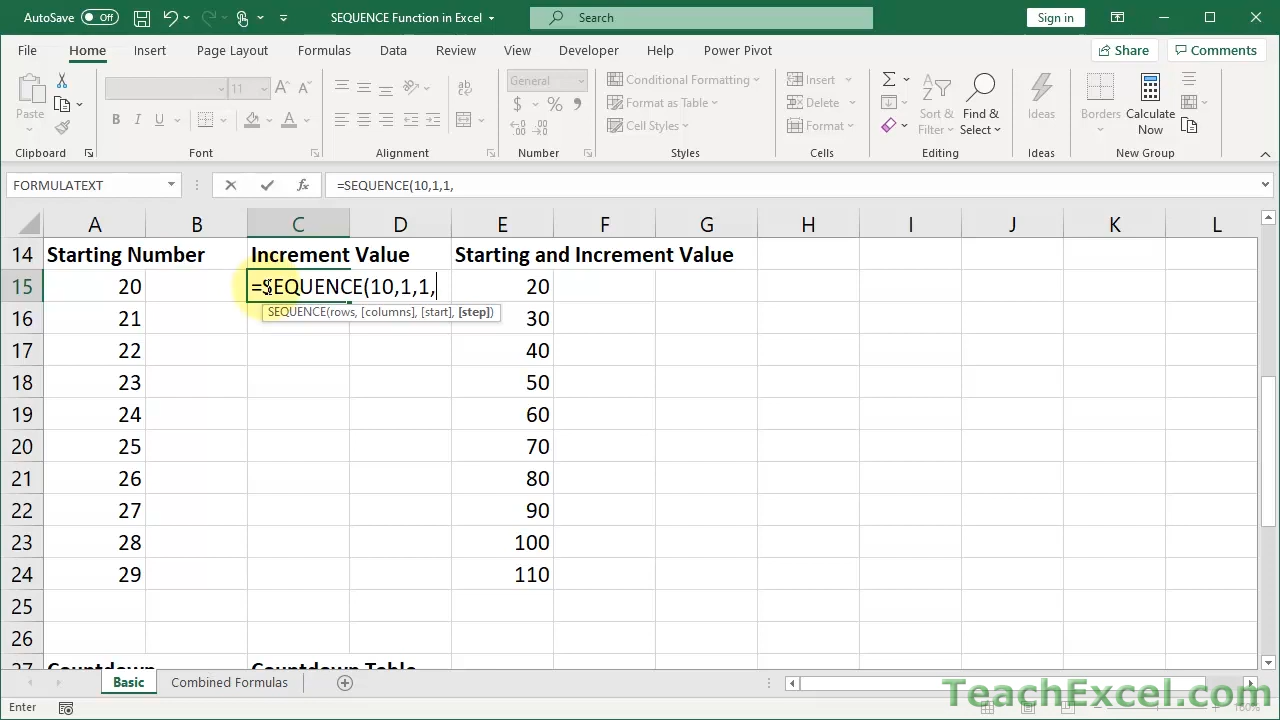 AutoSave Off SEQUENCE Function in Excel Search Sign in
File Home Insert Page Layout Formulas Data Review View Developer Help Power Pivot Share Comments
General Conditional Formatting Insert
Paste 11 Format as Table Delete Sort & Filter Find & Select Ideas Borders Calculate Now
Cell Styles Format
Clipboard Font Alignment Number Styles Cells Editing Ideas New Group
FORMULATEXT =SEQUENCE(10,1,1,
A B C D E F G H I J K L
14 Starting Number Increment Value Starting and Increment Value
15 20 =SEQUENCE(10,1,1, 20
SEQUENCE(rows, [columns], [start], [step])
16 21 30
17 22 40
18 23 50
19 24 60
20 25 70
21 26 80
22 27 90
23 28 100
24 29 110
25
26
27 Countdown Countdown Table
Basic Combined Formulas
TeachExcel.com
Enter 100%